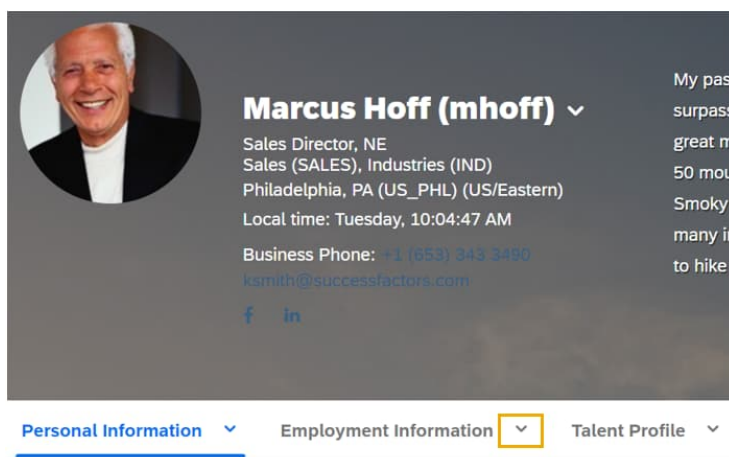 Marcus Hoff (mhoff)
Sales Director, NE
Sales (SALES), Industries (IND)
Philadelphia, PA (US_PHL) (US/Eastern)
Local time: Tuesday, 10:04:47 AM
Business Phone: +1 (653) 343 3490
ksmith@successfactors.com
f in
My pas
surpass
great m
50 mou
Smoky
many i
to hike
Personal Information Employment Information Talent Profile